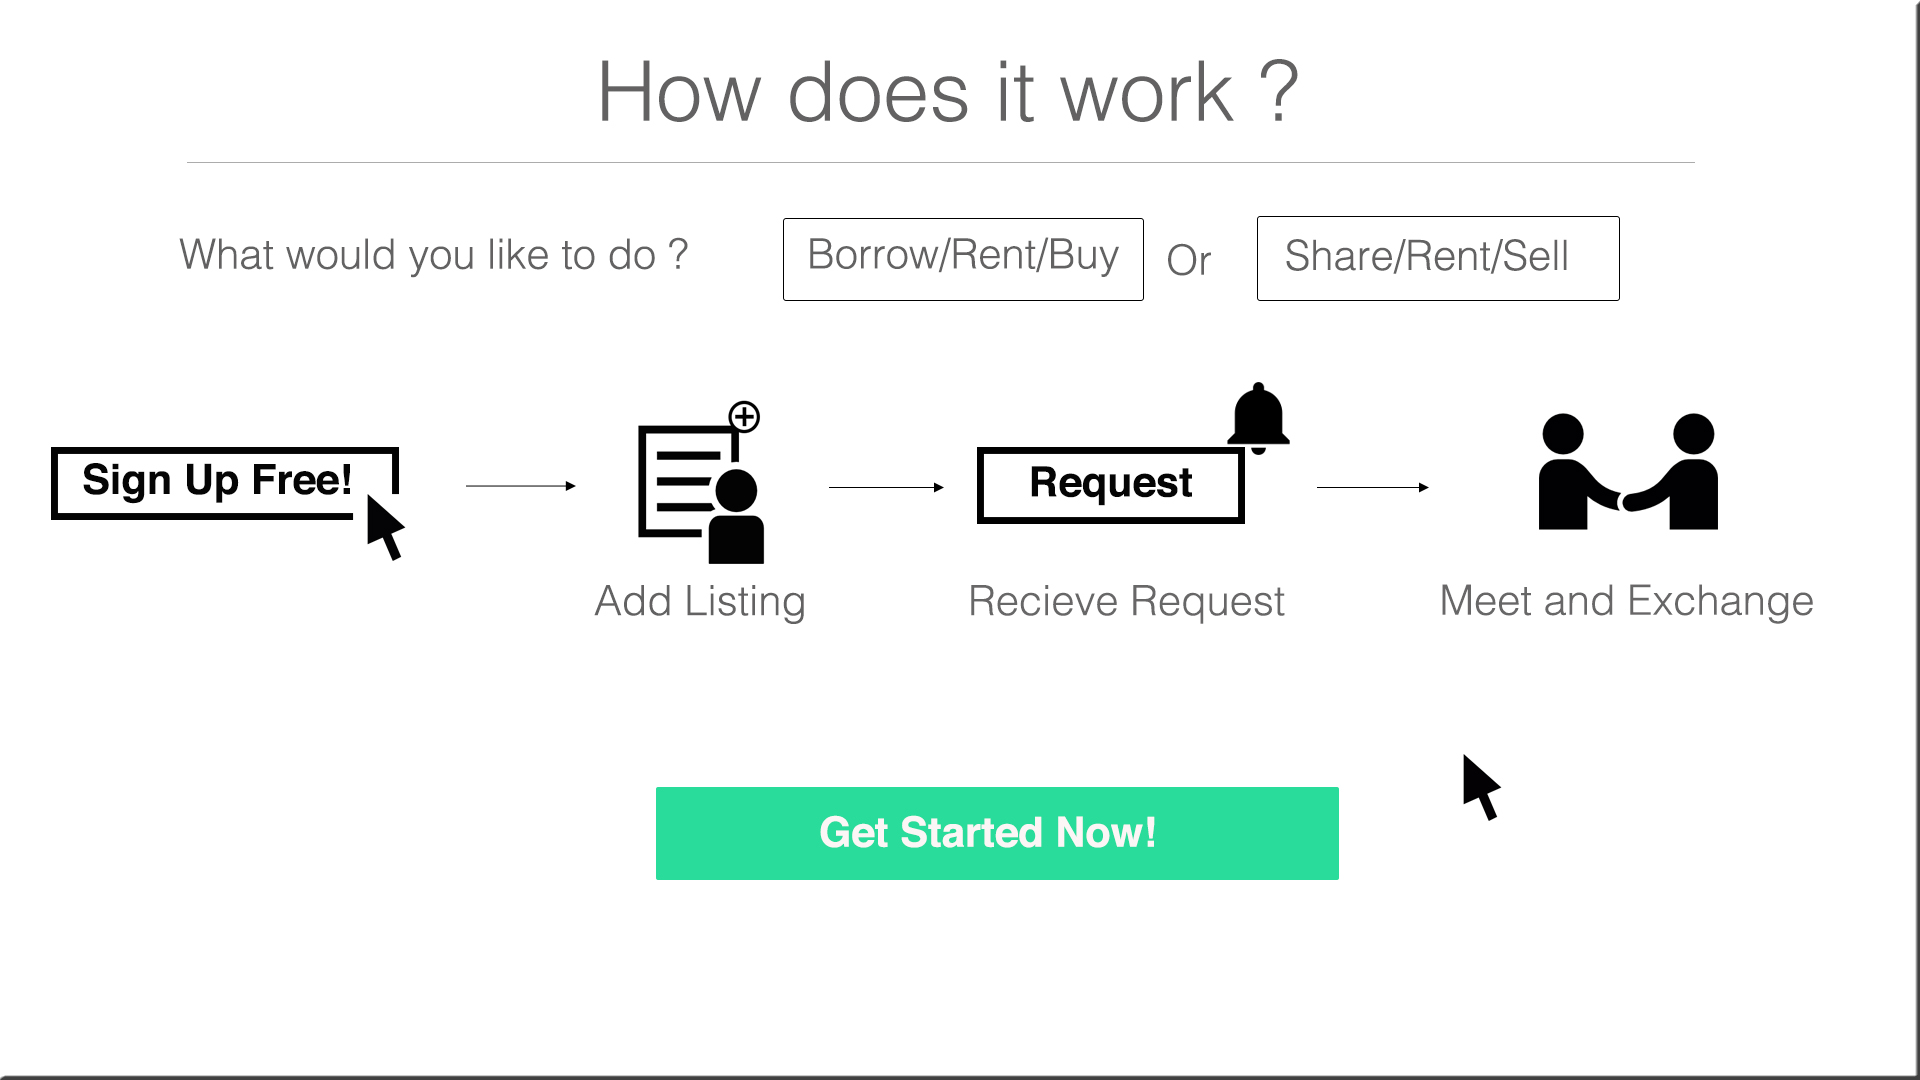 How does it work ?
What would you like to do ? Borrow/Rent/Buy Or Share/Rent/Sell
Sign Up Free! Request
Add Listing Recieve Request Meet and Exchange
Get Started Now!